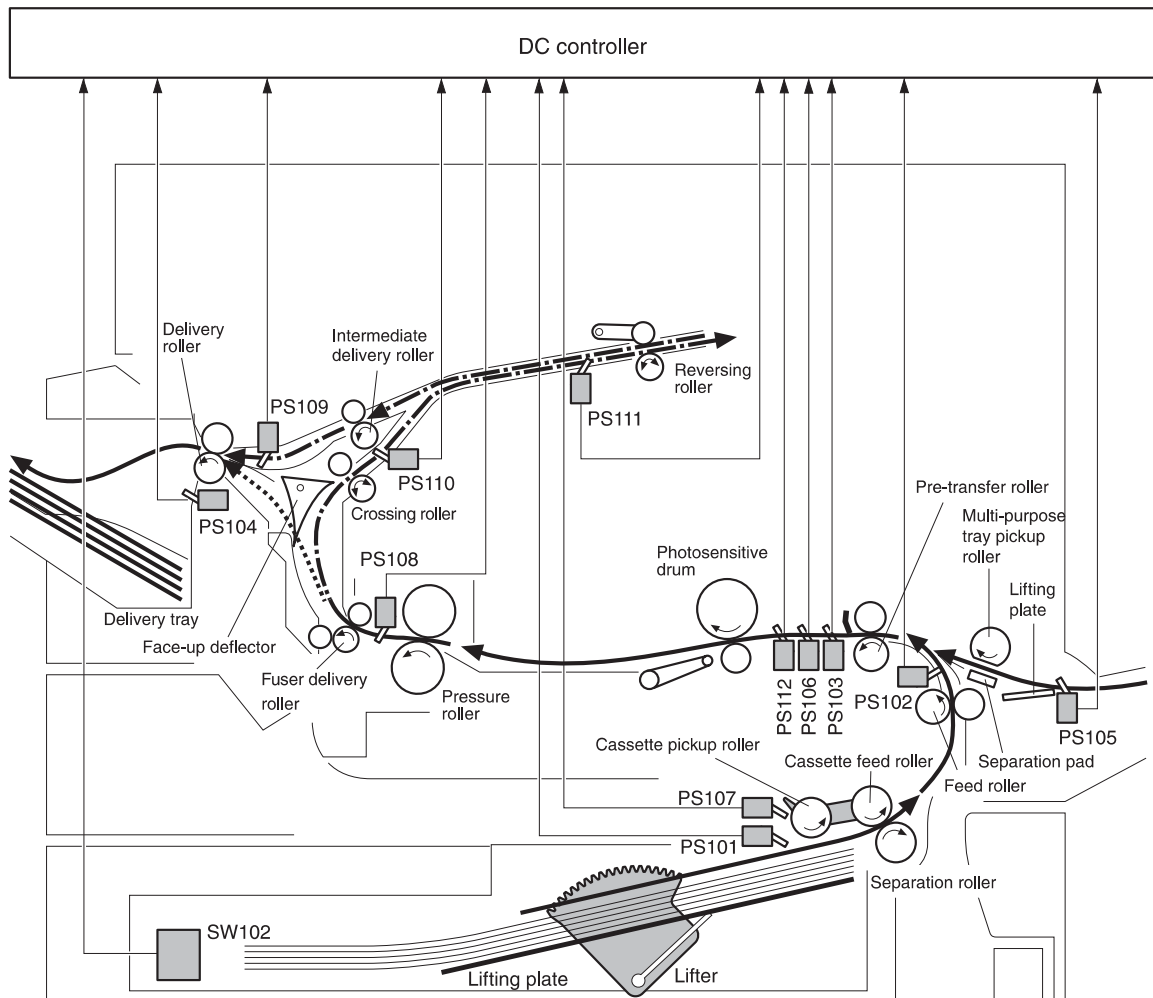 DC controller
Delivery
roller
Intermediate
delivery roller
Reversing
roller
PS109
PS111
PS110
PS104
Crossing roller
Pre-transfer roller
Multi-purpose
tray pickup
roller
PS108
Photosensitive
drum
Lifting
plate
Delivery tray
Face-up deflector
Fuser delivery
roller
Pressure
roller
PS112
PS106
PS103
PS102
PS105
Cassette pickup roller
Cassette feed roller
Separation pad
Feed roller
PS107
PS101
Separation roller
SW102
Lifting plate
Lifter